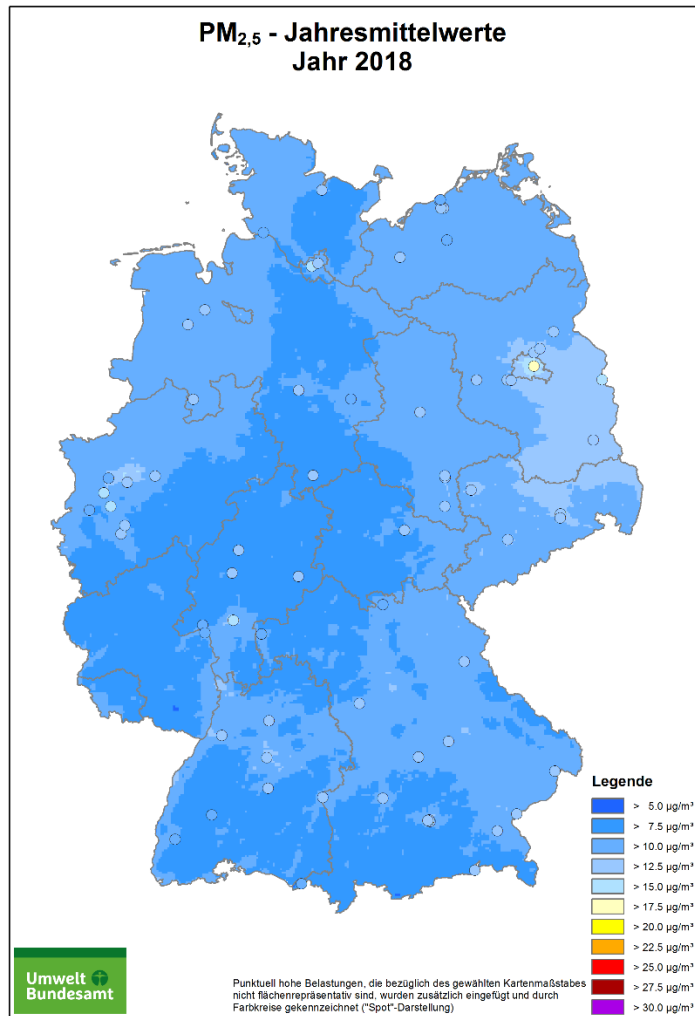 PM2,5 - Jahresmittelwerte
Jahr 2018
Legende
> 5.0 µg/m³
> 7.5 µg/m³
> 10.0 µg/m³
> 12.5 µg/m³
> 15.0 µg/m³
> 17.5 µg/m³
> 20.0 µg/m³
> 22.5 µg/m³
> 25.0 µg/m³
> 27.5 µg/m³
> 30.0 µg/m³
Umwelt
Bundesamt
Punktuell hohe Belastungen, die bezüglich des gewählten Kartenmaßstabes
nicht flächenrepräsentativ sind, wurden zusätzlich eingefügt und durch
Farbkreise gekennzeichnet ("Spot"-Darstellung)